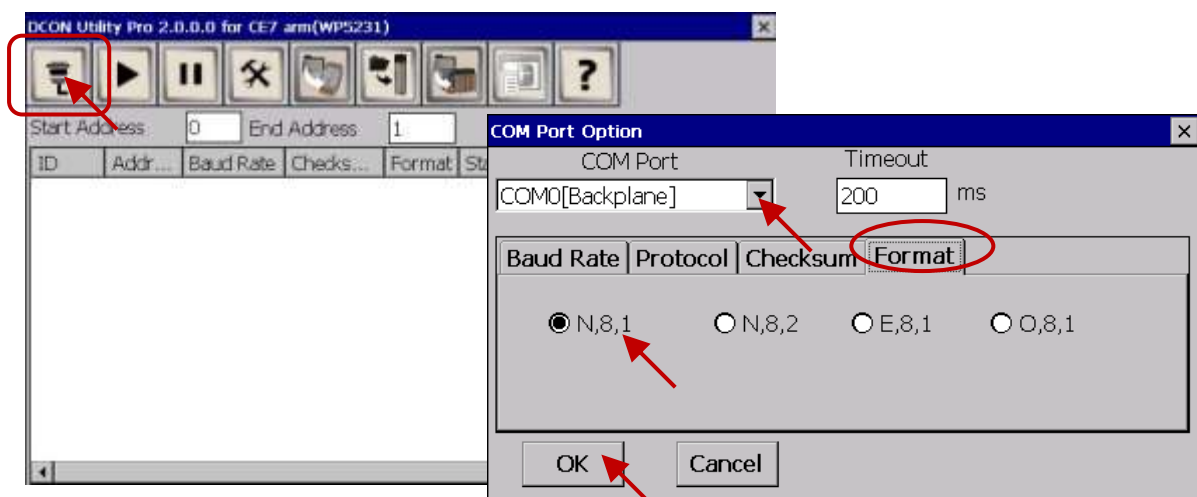 DCON Utility Pro 2.0.0.0 for CE7 arm(WP5231)
?
Start Address 0 End Address 1
ID Addr... Baud Rate Checks... Format Sta
COM Port Option
COM Port Timeout
COM0[Backplane] 200 ms
Baud Rate Protocol Checksum Format
N,8,1 N,8,2 E,8,1 O,8,1
OK Cancel